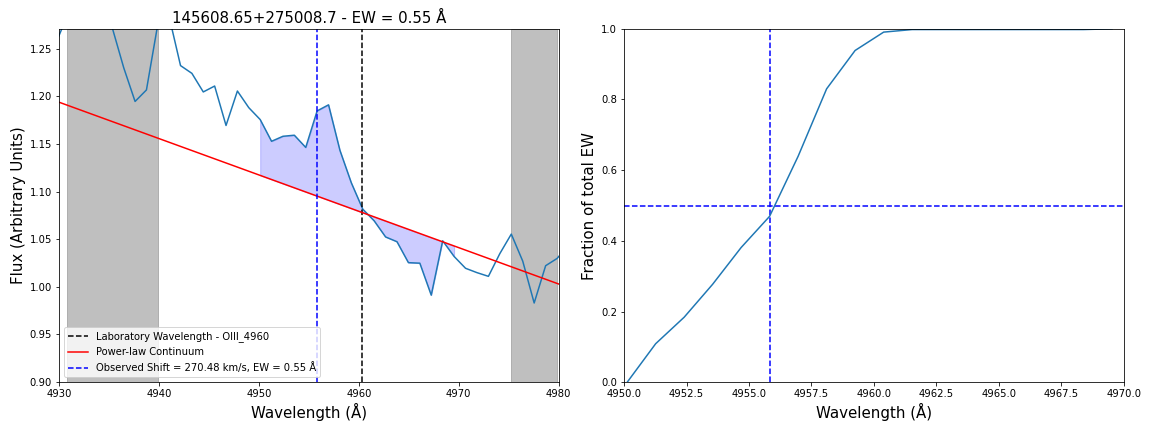 145608.65+275008.7 - EW = 0.55 Å
Flux (Arbitrary Units)
1.25
1.20
1.15
1.10
1.05
1.00
0.95
0.90
Laboratory Wavelength - OIII_4960
Power-law Continuum
Observed Shift = 270.48 km/s, EW = 0.55 Å
4930 4940 4950 4960 4970 4980
Wavelength (Å)
Fraction of total EW
1.0
0.8
0.6
0.4
0.2
0.0
4950.0 4952.5 4955.0 4957.5 4960.0 4962.5 4965.0 4967.5 4970.0
Wavelength (Å)